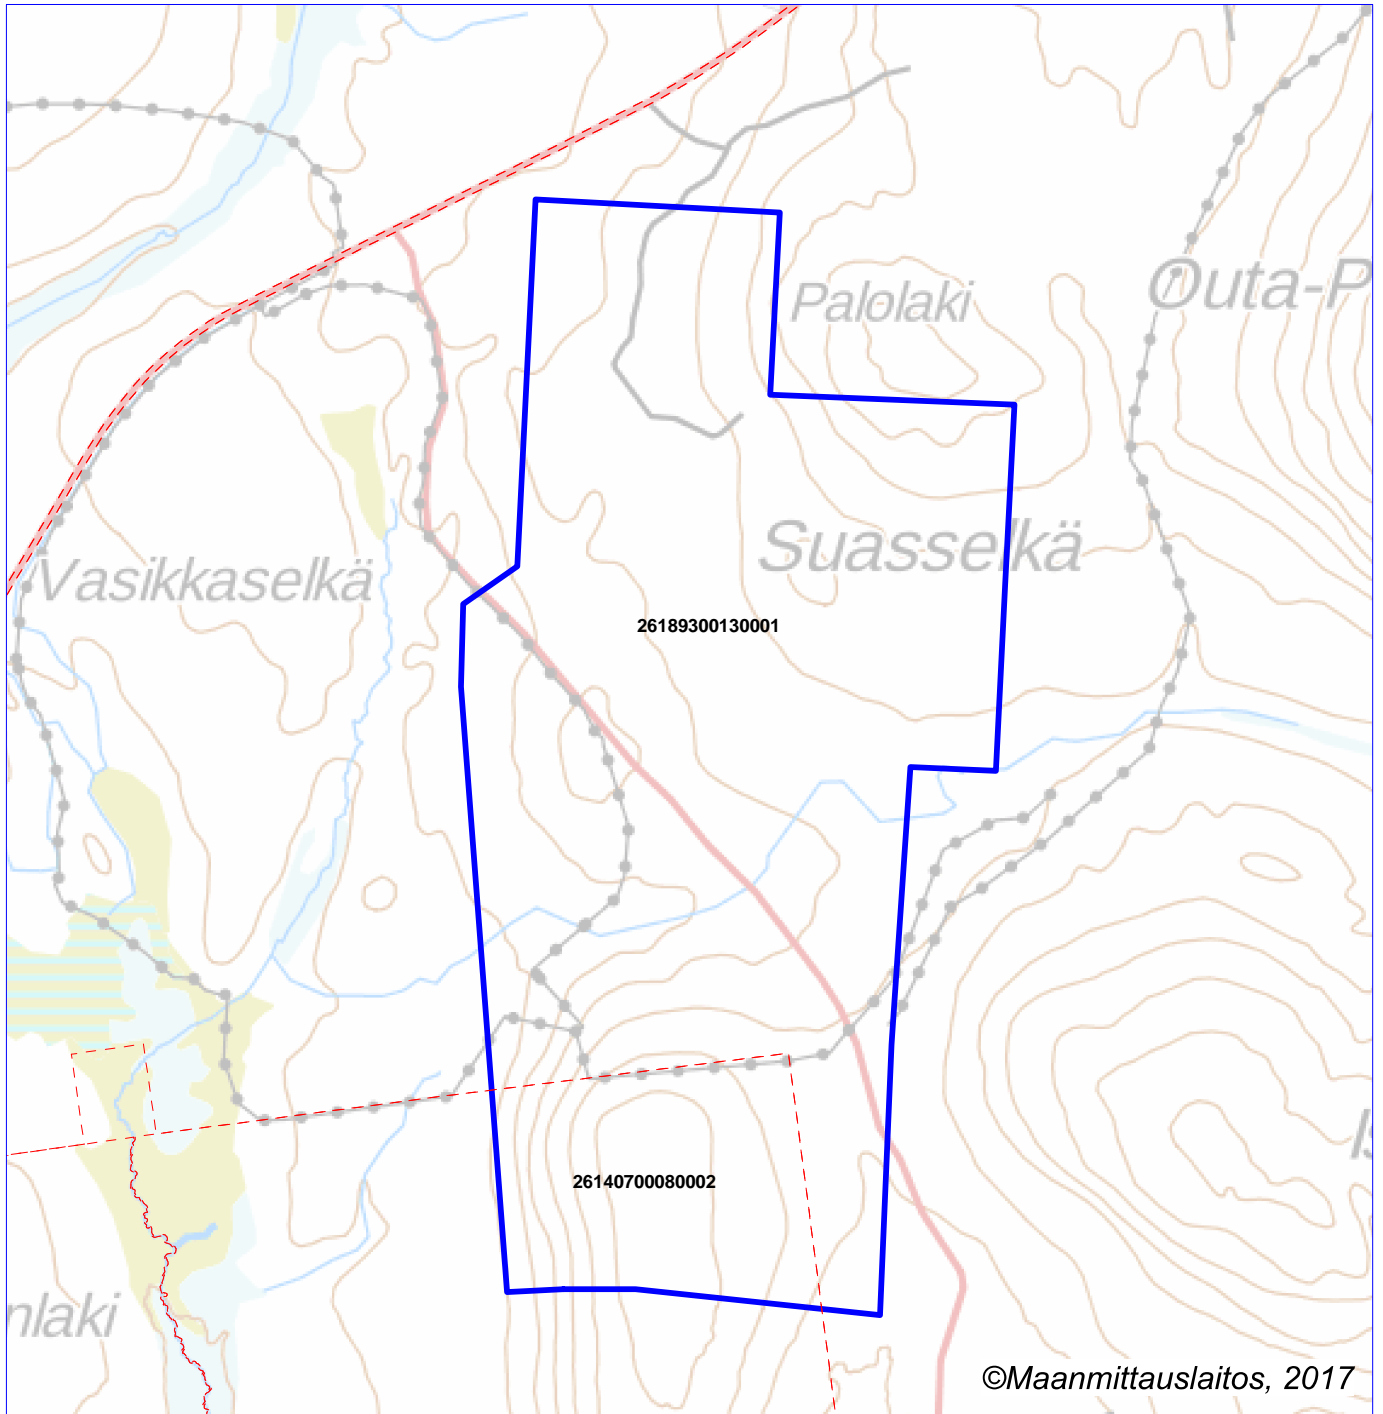 Outa-P
Palolaki
Suasselkä
Vasikkaselkä
26189300130001
26140700080002
nlaki
©Maanmittauslaitos, 2017